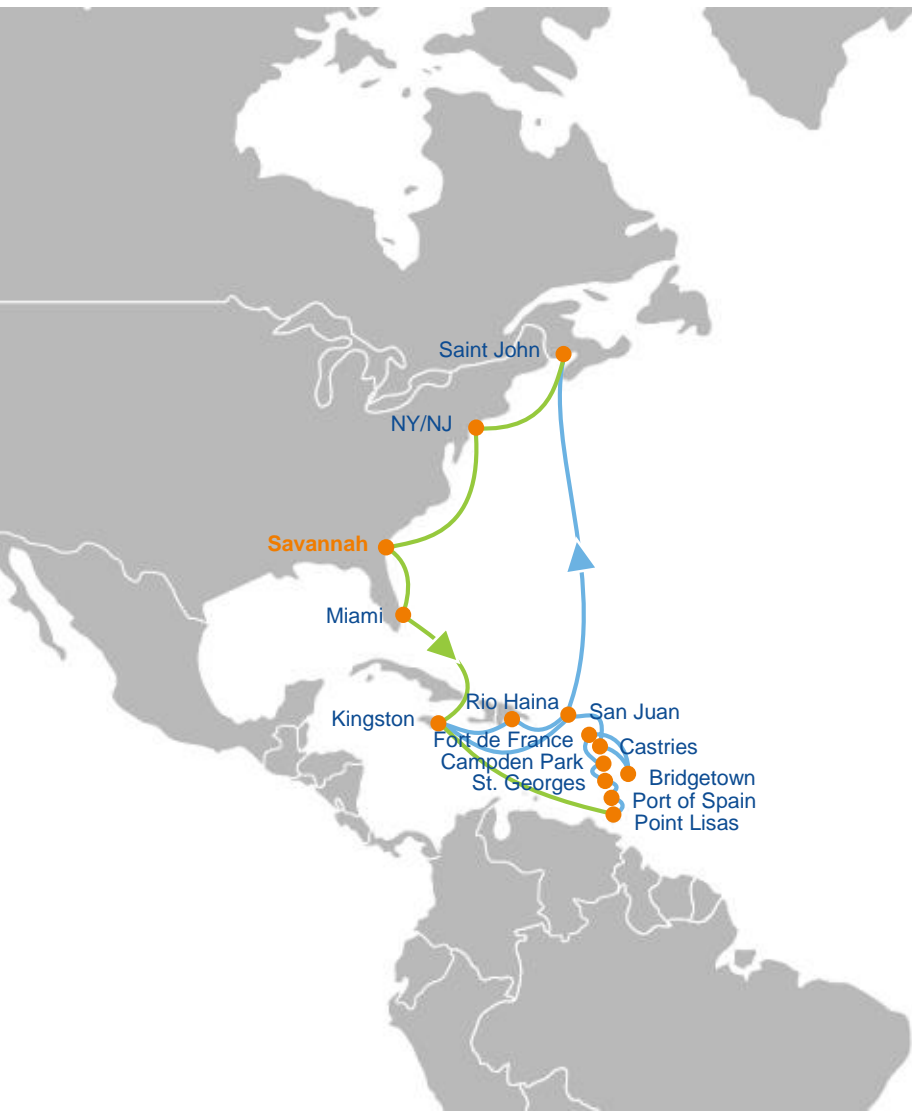 Saint John
NY/NJ
Savannah
Miami
Rio Haina
San Juan
Kingston
Fort de France
Castries
Campden Park
Bridgetown
St. Georges
Port of Spain
Point Lisas